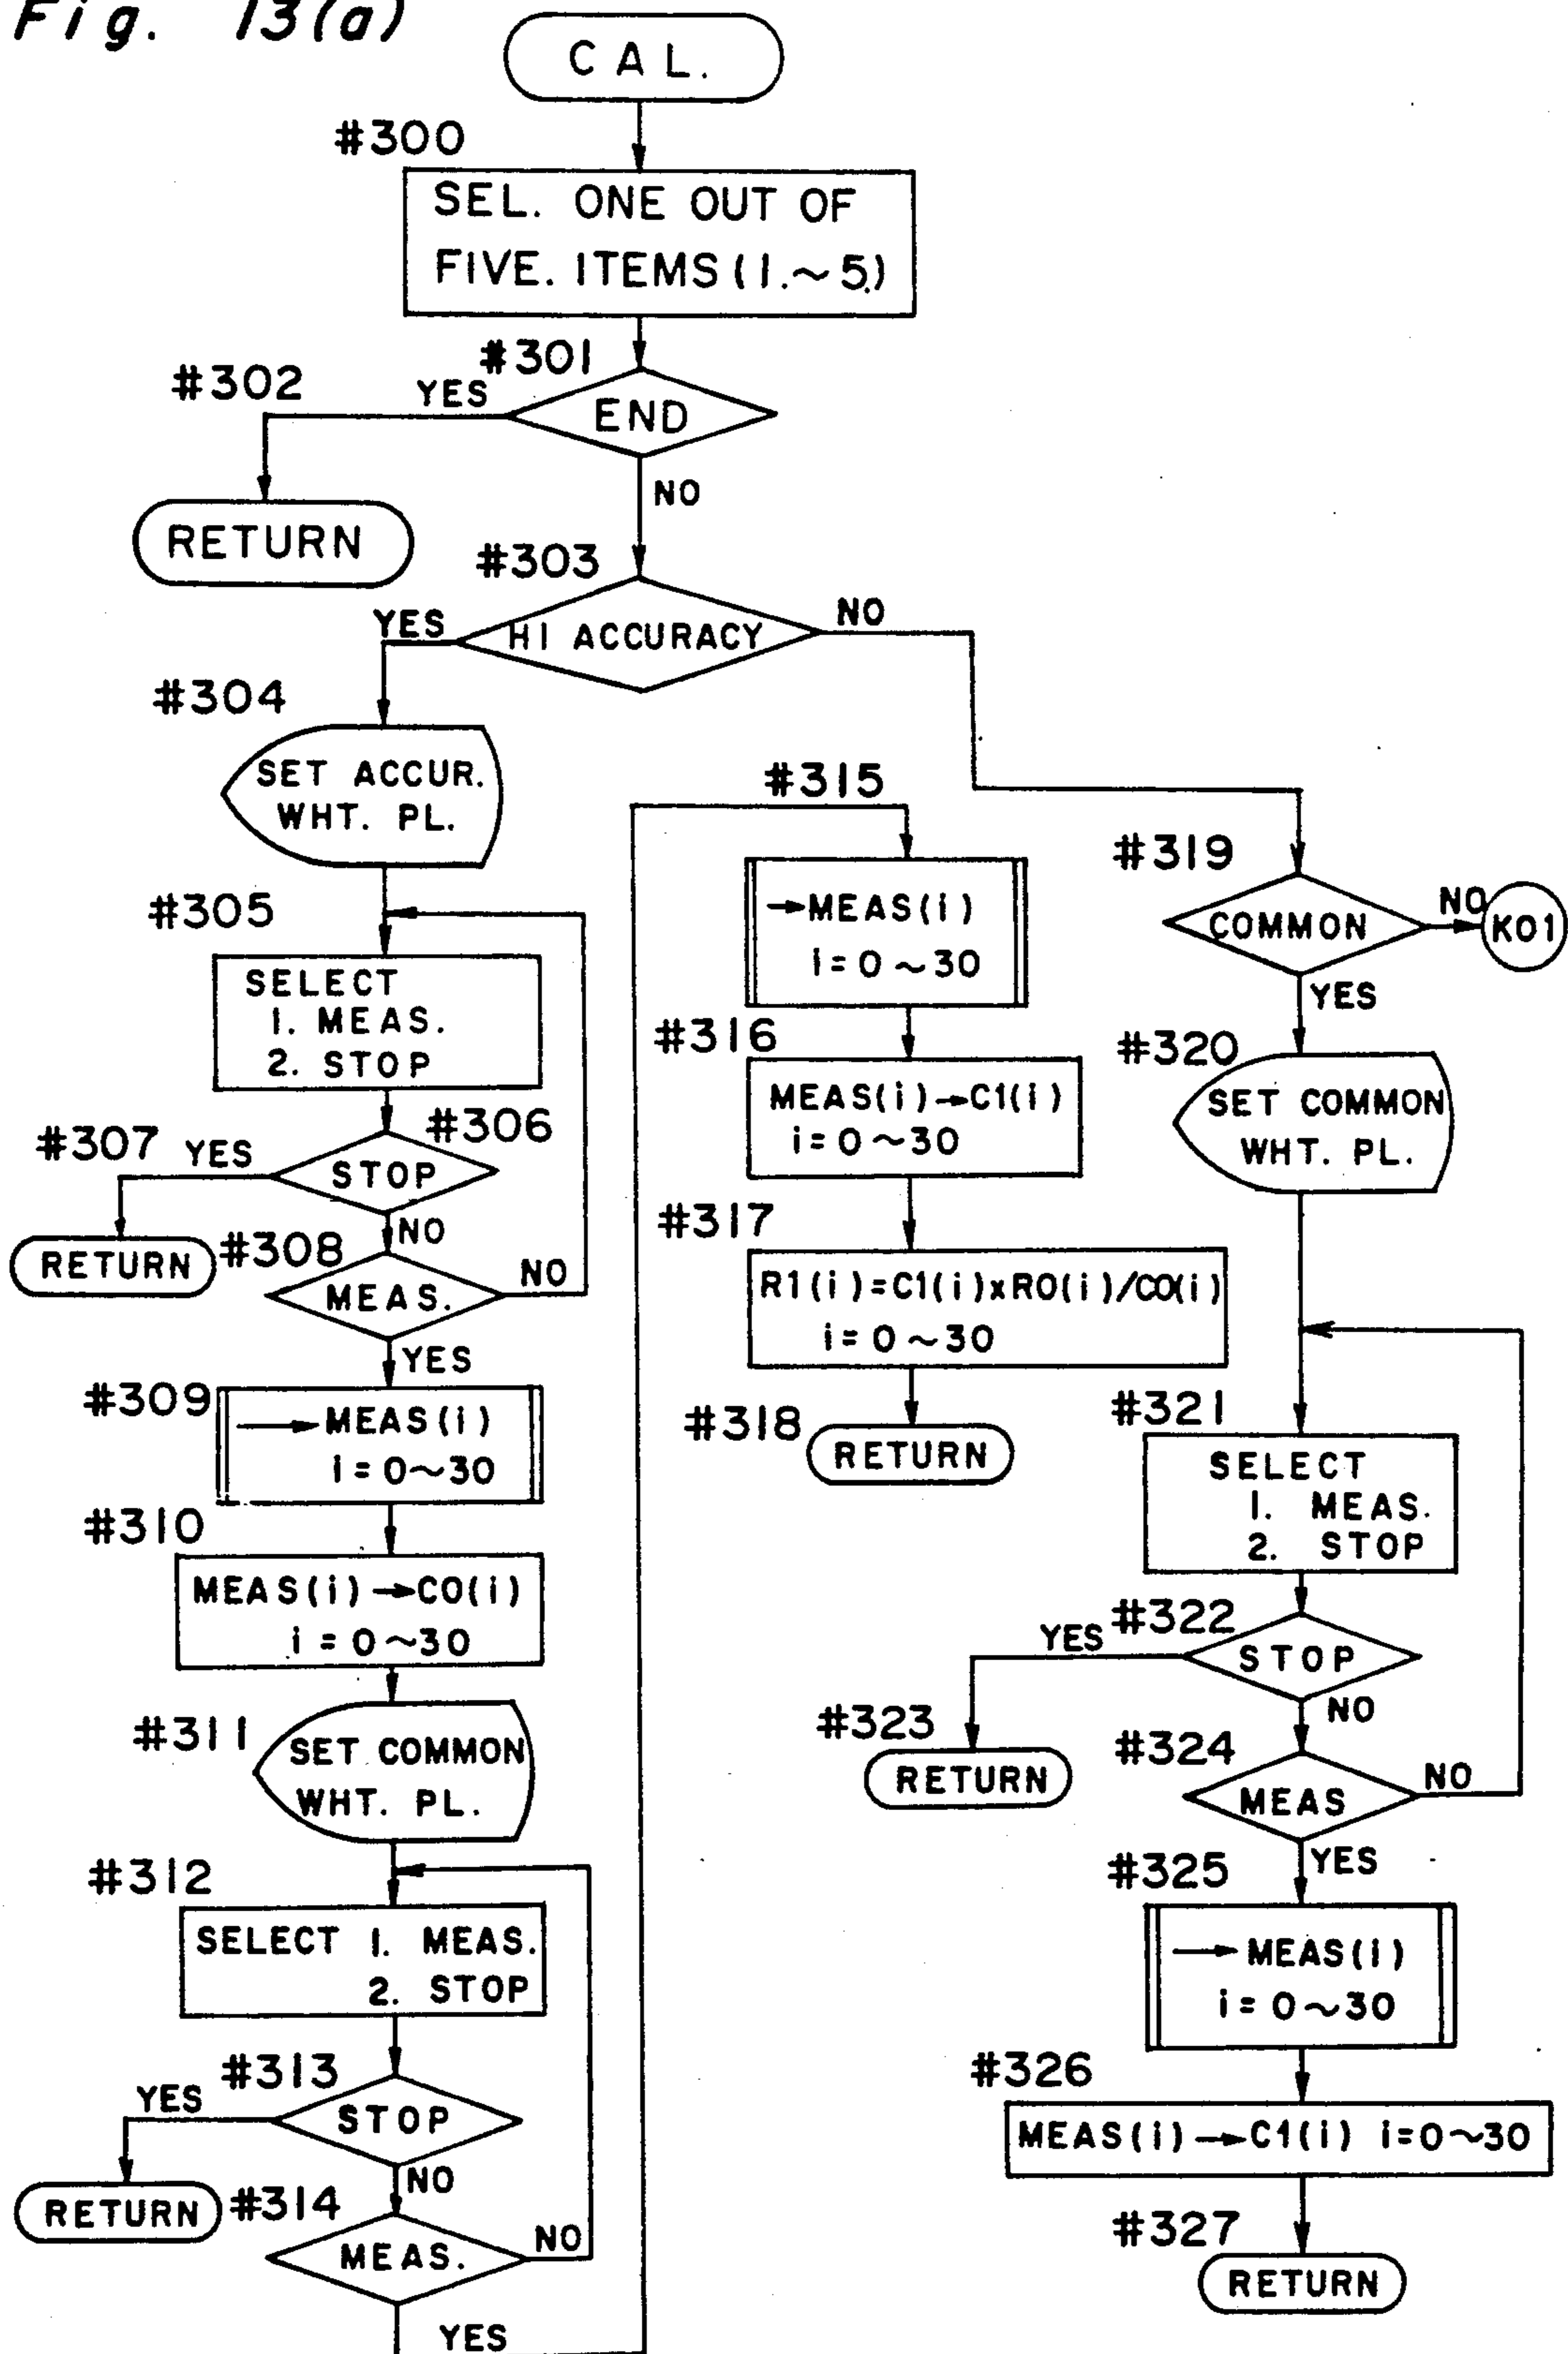 Fig. 13(a)
CAL.
#300
SEL. ONE OUT OF
FIVE. ITEMS (1.~5.)
#301
END
YES
#302
RETURN
NO
#303
HI ACCURACY
YES
NO
#304
SET ACCUR.
WHT. PL.
#305
SELECT
1. MEAS.
2. STOP
#306
STOP
YES
#307
RETURN
NO
#308
MEAS.
NO
YES
#309
→MEAS(i)
i=0~30
#310
MEAS(i)→C0(i)
i=0~30
#311
SET COMMON
WHT. PL.
#312
SELECT 1. MEAS.
2. STOP
#313
STOP
YES
RETURN
NO
#314
MEAS.
NO
YES
#315
→MEAS(i)
i=0~30
#316
MEAS(i)→C1(i)
i=0~30
#317
R1(i)=C1(i)xR0(i)/C0(i)
i=0~30
#318
RETURN
#319
COMMON
NO
K01
YES
#320
SET COMMON
WHT. PL.
#321
SELECT
1. MEAS.
2. STOP
#322
STOP
YES
#323
RETURN
NO
#324
MEAS
NO
YES
#325
→MEAS(i)
i=0~30
#326
MEAS(i)→C1(i) i=0~30
#327
RETURN